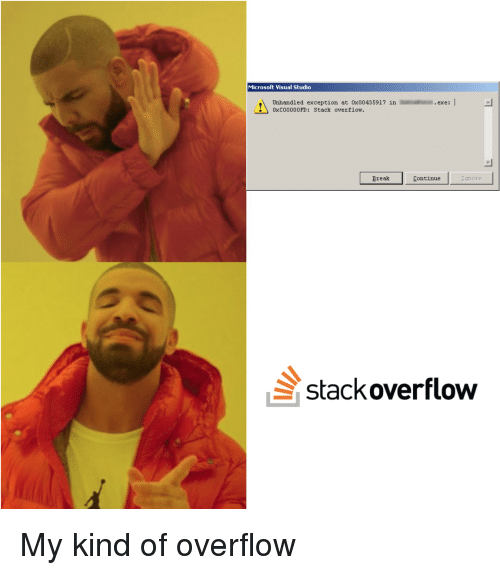 Microsoft Visual Studio
Unhandled exception at 0x00435917 in .exe:
0xC00000FD: Stack overflow.
Break Continue Ignore
stackoverflow
My kind of overflow